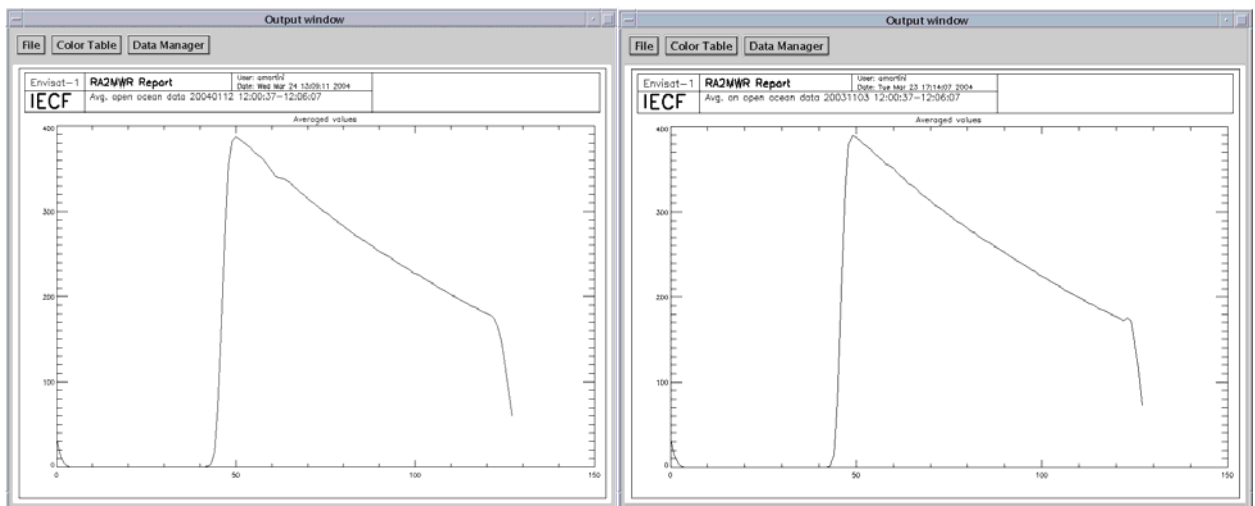 Output window
File Color Table Data Manager
Envisat-1 RA2MWR Report User: amartini
Date: Wed Mar 24 13:09:11 2004
IECF Avg. open ocean data 20040112 12:00:37-12:06:07
Averaged values
400
300
200
100
0
0 50 100 150
Output window
File Color Table Data Manager
Envisat-1 RA2MWR Report User: amartini
Date: Tue Mar 23 17:14:07 2004
IECF Avg. on open ocean data 20031103 12:00:37-12:06:07
Averaged values
400
300
200
100
0
0 50 100 150